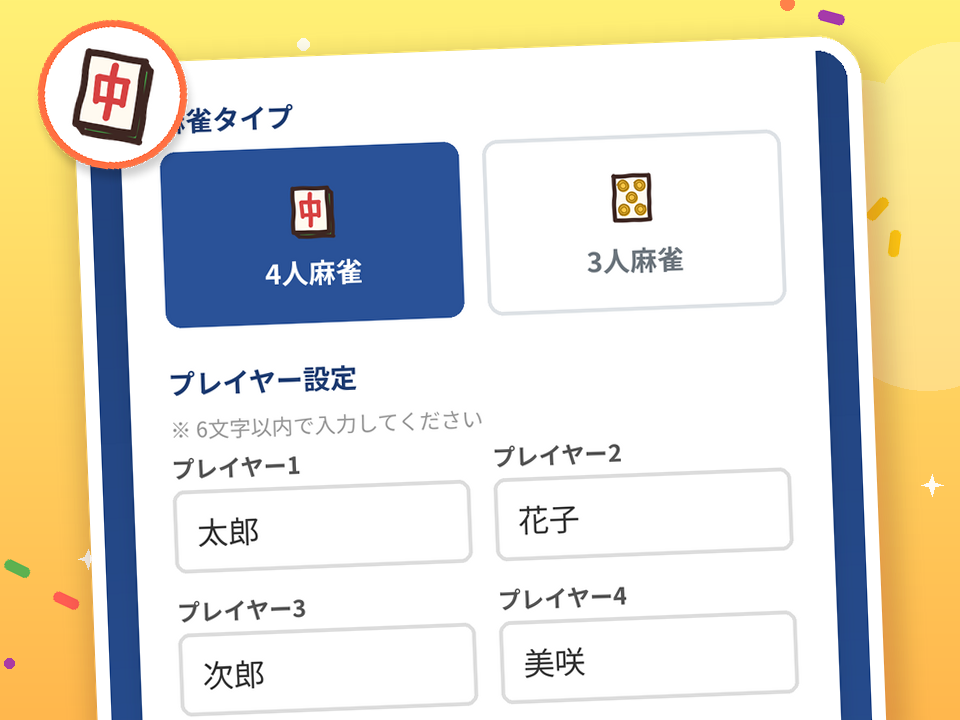 中
雀タイプ
中
4人麻雀
3人麻雀
プレイヤー設定
※ 6文字以内で入力してください
プレイヤー1
プレイヤー2
太郎
花子
プレイヤー3
プレイヤー4
次郎
美咲